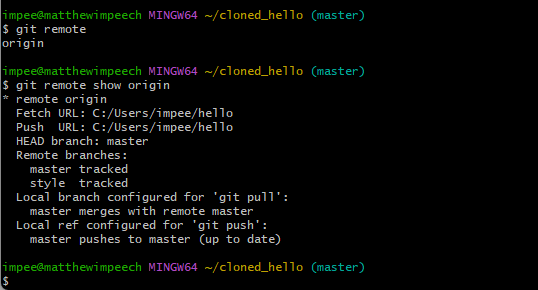 impee@matthewimpeech MINGW64 ~/cloned_hello (master)
$ git remote
origin
impee@matthewimpeech MINGW64 ~/cloned_hello (master)
$ git remote show origin
* remote origin
  Fetch URL: C:/Users/impee/hello
  Push  URL: C:/Users/impee/hello
  HEAD branch: master
  Remote branches:
    master tracked
    style  tracked
  Local branch configured for 'git pull':
    master merges with remote master
  Local ref configured for 'git push':
    master pushes to master (up to date)
impee@matthewimpeech MINGW64 ~/cloned_hello (master)
$